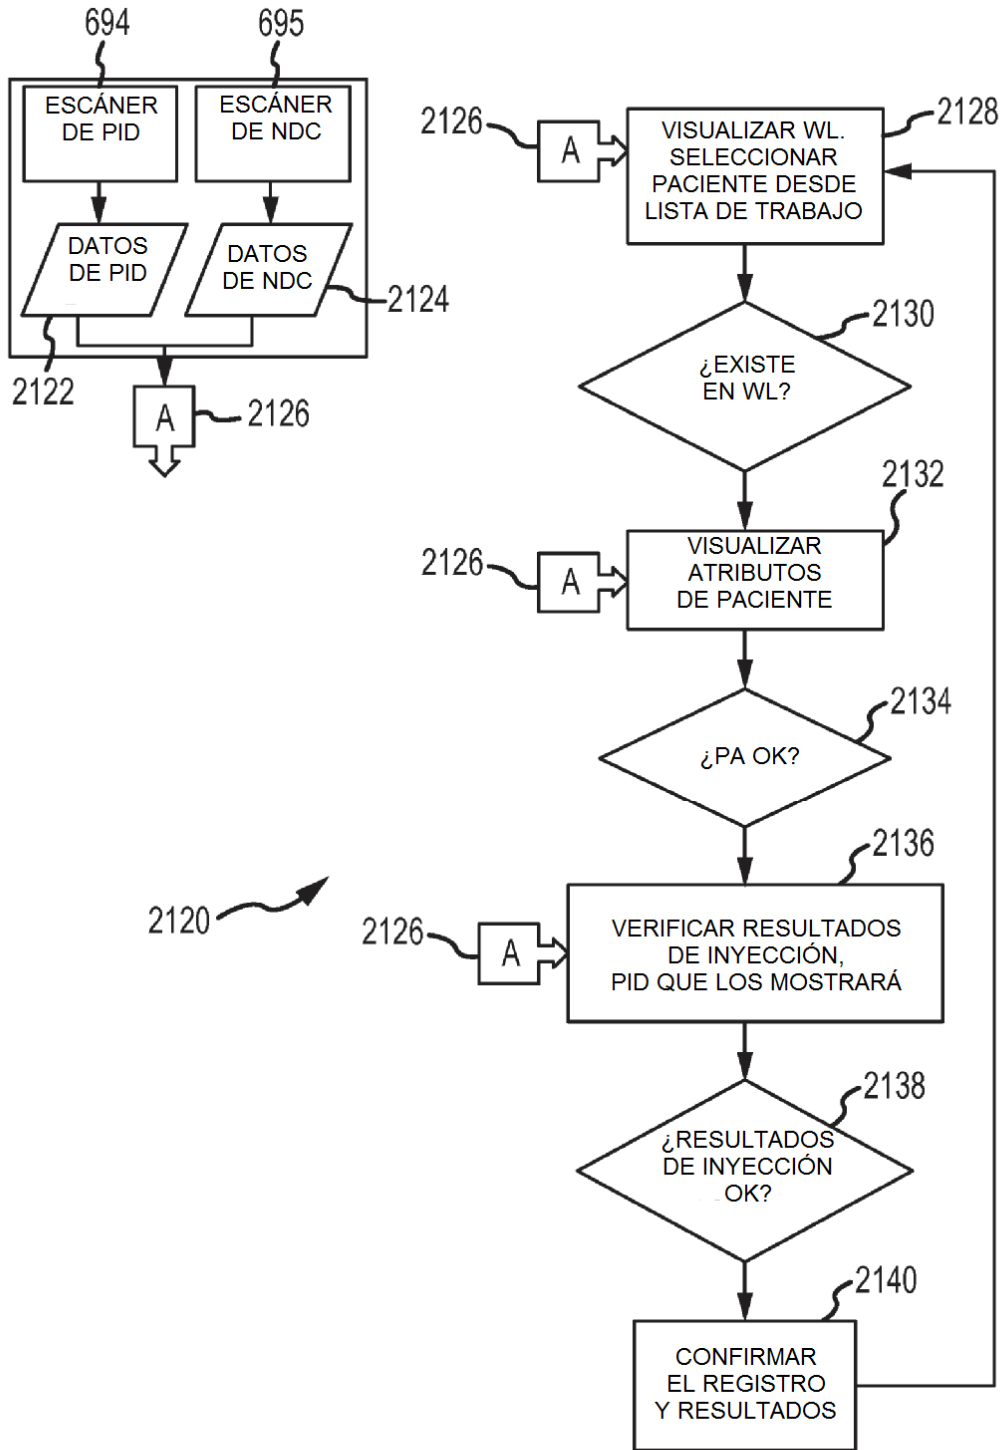 694
695
ESCÁNER
DE PID
ESCÁNER
DE NDC
DATOS
DE PID
DATOS
DE NDC
2124
2122
A
2126
2126
A
VISUALIZAR WL.
SELECCIONAR
PACIENTE DESDE
LISTA DE TRABAJO
2128
¿EXISTE
EN WL?
2130
2132
2126
A
VISUALIZAR
ATRIBUTOS
DE PACIENTE
¿PA OK?
2134
2136
2120
2126
A
VERIFICAR RESULTADOS
DE INYECCIÓN,
PID QUE LOS MOSTRARÁ
2138
¿RESULTADOS
DE INYECCIÓN
OK?
2140
CONFIRMAR
EL REGISTRO
Y RESULTADOS